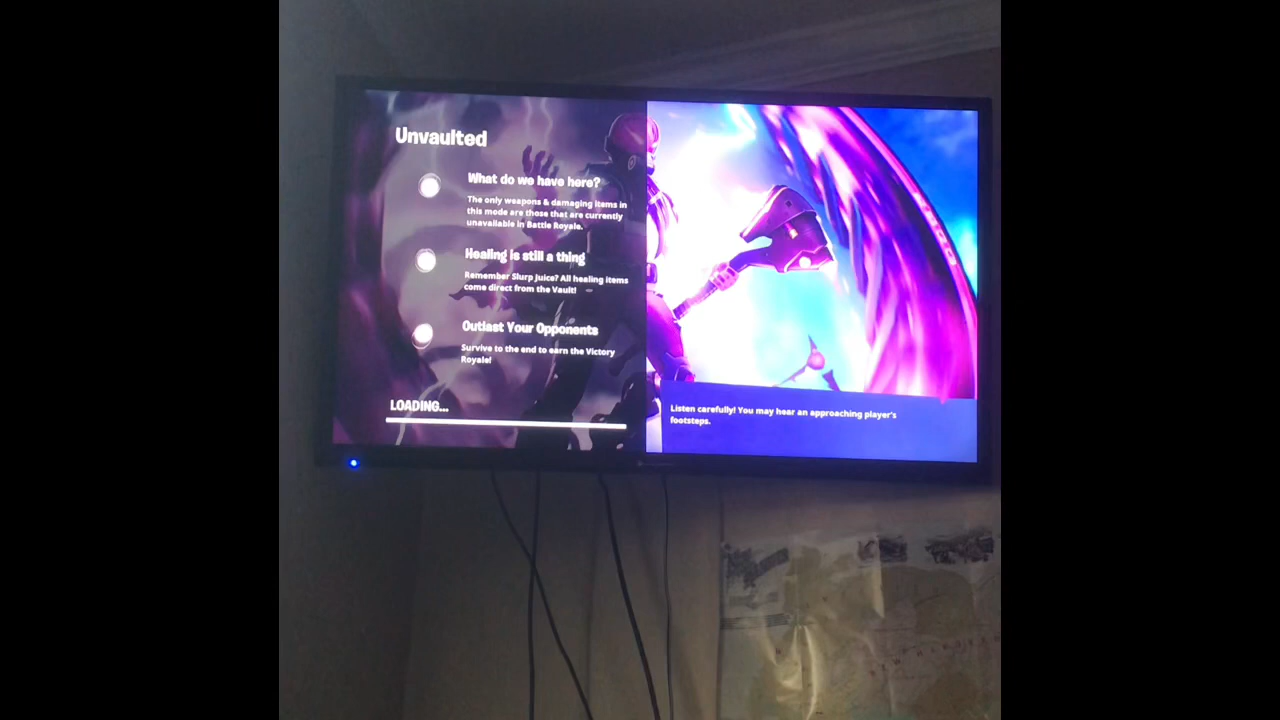 Unvaulted
What do we have here?
The only weapons & damaging items in
this mode are those that are currently
unavailable in Battle Royale.
Healing is still a thing
Remember Slurp Juice? All healing items
come direct from the Vault!
Outlast Your Opponents
Survive to the end to earn the Victory
Royale!
LOADING...
Listen carefully! You may hear an approaching player's
footsteps.